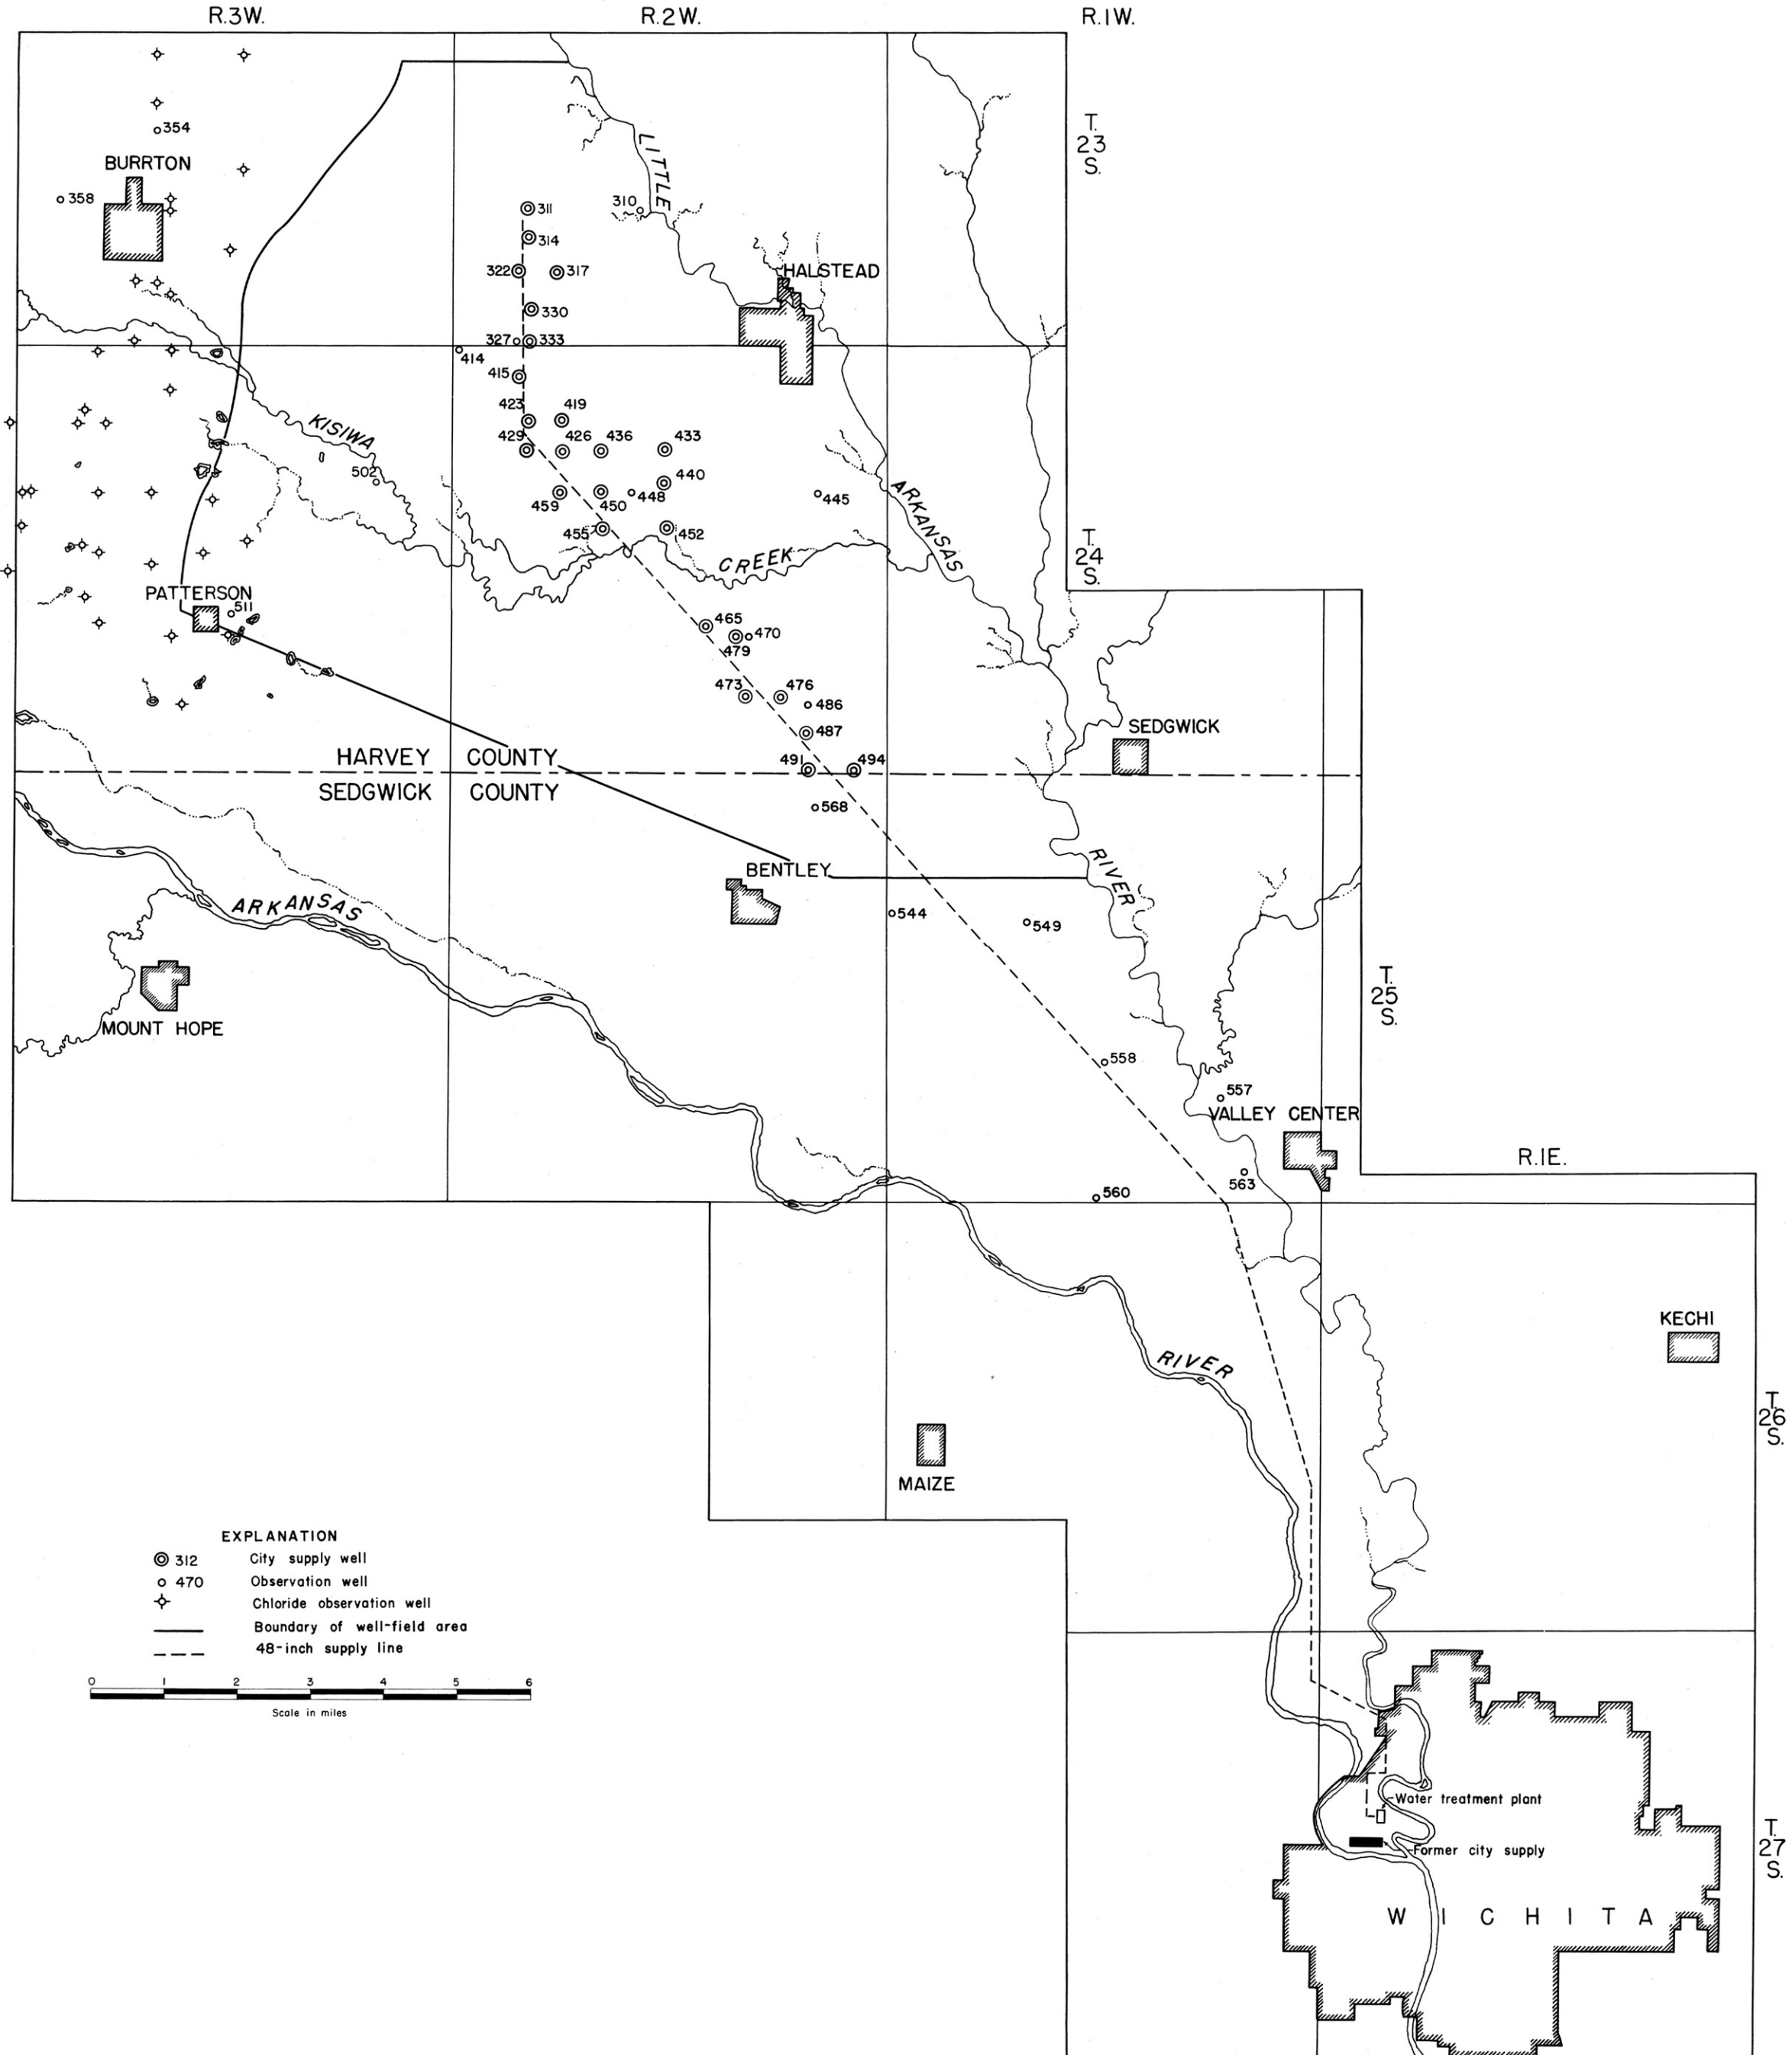 R.3W. R.2W. R.1W.
T.
23
S.
354
BURRTON
358
LITTLE
310
311
314
322 317
HALSTEAD
330
327 333
414
415
423 419
KISIWA
429 426 436 433
502
440
459 450 448 445
ARKANSAS
455 452
CREEK
T.
24
S.
PATTERSON
511
465
470
479
473 476
486
SEDGWICK
487
HARVEY COUNTY
491 494
SEDGWICK COUNTY
568
BENTLEY
RIVER
ARKANSAS
544
549
T.
25
S.
MOUNT HOPE
558
557
VALLEY CENTER
R.1E.
563
560
KECHI
RIVER
T.
26
S.
MAIZE
EXPLANATION
312 City supply well
470 Observation well
Chloride observation well
Boundary of well-field area
48-inch supply line
0 1 2 3 4 5 6
Scale in miles
Water treatment plant
T.
27
S.
Former city supply
WICHITA